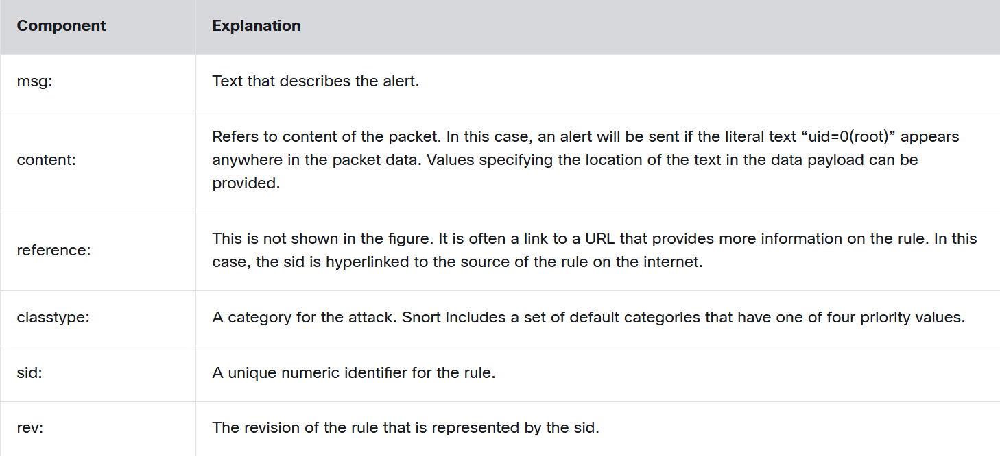 Component Explanation
msg: Text that describes the alert.
content: Refers to content of the packet. In this case, an alert will be sent if the literal text “uid=0(root)” appears
anywhere in the packet data. Values specifying the location of the text in the data payload can be
provided.
reference: This is not shown in the figure. It is often a link to a URL that provides more information on the rule. In this
case, the sid is hyperlinked to the source of the rule on the internet.
classtype: A category for the attack. Snort includes a set of default categories that have one of four priority values.
sid: A unique numeric identifier for the rule.
rev: The revision of the rule that is represented by the sid.